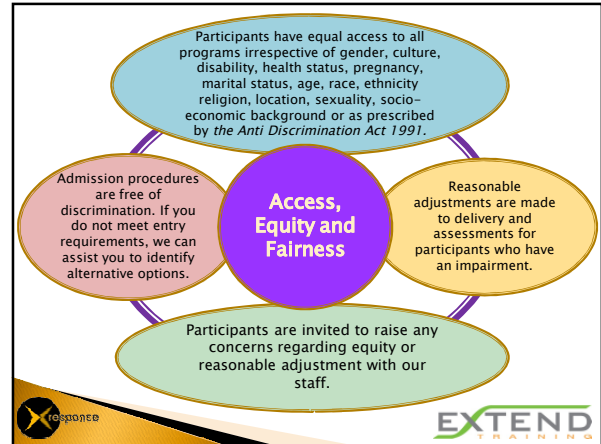 Participants have equal access to all
programs irrespective of gender, culture,
disability, health status, pregnancy,
marital status, age, race, ethnicity
religion, location, sexuality, socio-
economic background or as prescribed
by the Anti Discrimination Act 1991.
Admission procedures
are free of
discrimination. If you
do not meet entry
requirements, we can
assist you to identify
alternative options.
Access,
Equity and
Fairness
Reasonable
adjustments are made
to delivery and
assessments for
participants who have
an impairment.
Participants are invited to raise any
concerns regarding equity or
reasonable adjustment with our
staff.
response
EXTEND
TRAINING